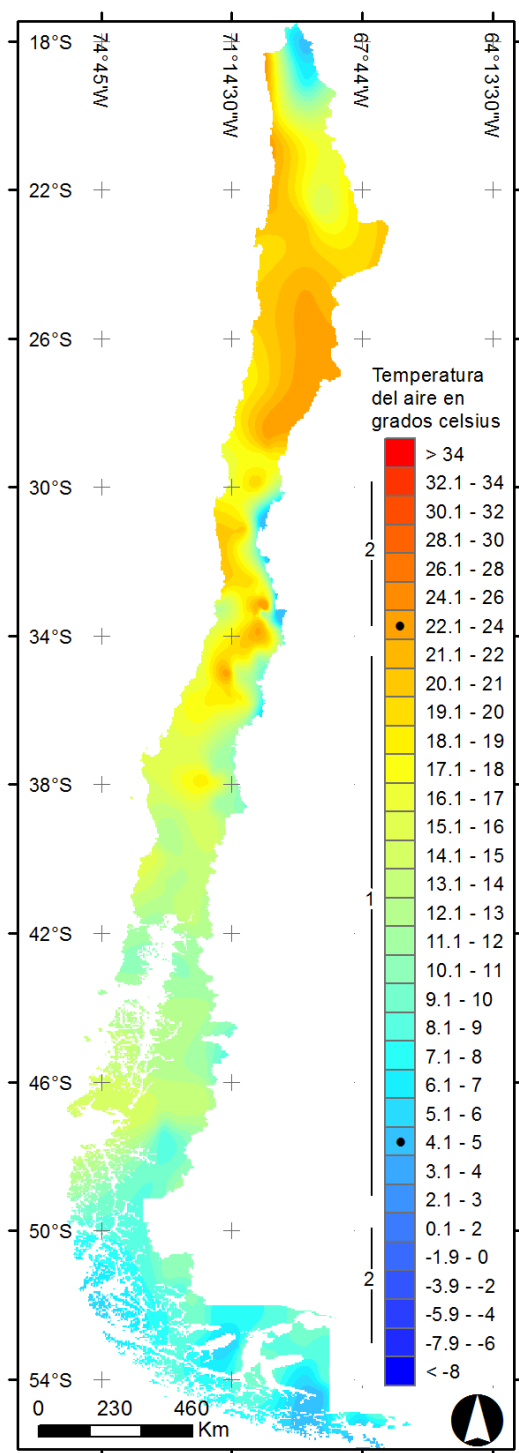 18°S
22°S
26°S
30°S
34°S
38°S
42°S
46°S
50°S
54°S
74°45'W
71°14'30"W
67°44'W
64°13'30"W
Temperatura
del aire en
grados celsius
> 34
32.1 - 34
30.1 - 32
28.1 - 30
26.1 - 28
24.1 - 26
22.1 - 24
21.1 - 22
20.1 - 21
19.1 - 20
18.1 - 19
17.1 - 18
16.1 - 17
15.1 - 16
14.1 - 15
13.1 - 14
12.1 - 13
11.1 - 12
10.1 - 11
9.1 - 10
8.1 - 9
7.1 - 8
6.1 - 7
5.1 - 6
4.1 - 5
3.1 - 4
2.1 - 3
0.1 - 2
-1.9 - 0
-3.9 - -2
-5.9 - -4
-7.9 - -6
< -8
2
1
2
0 230 460
Km